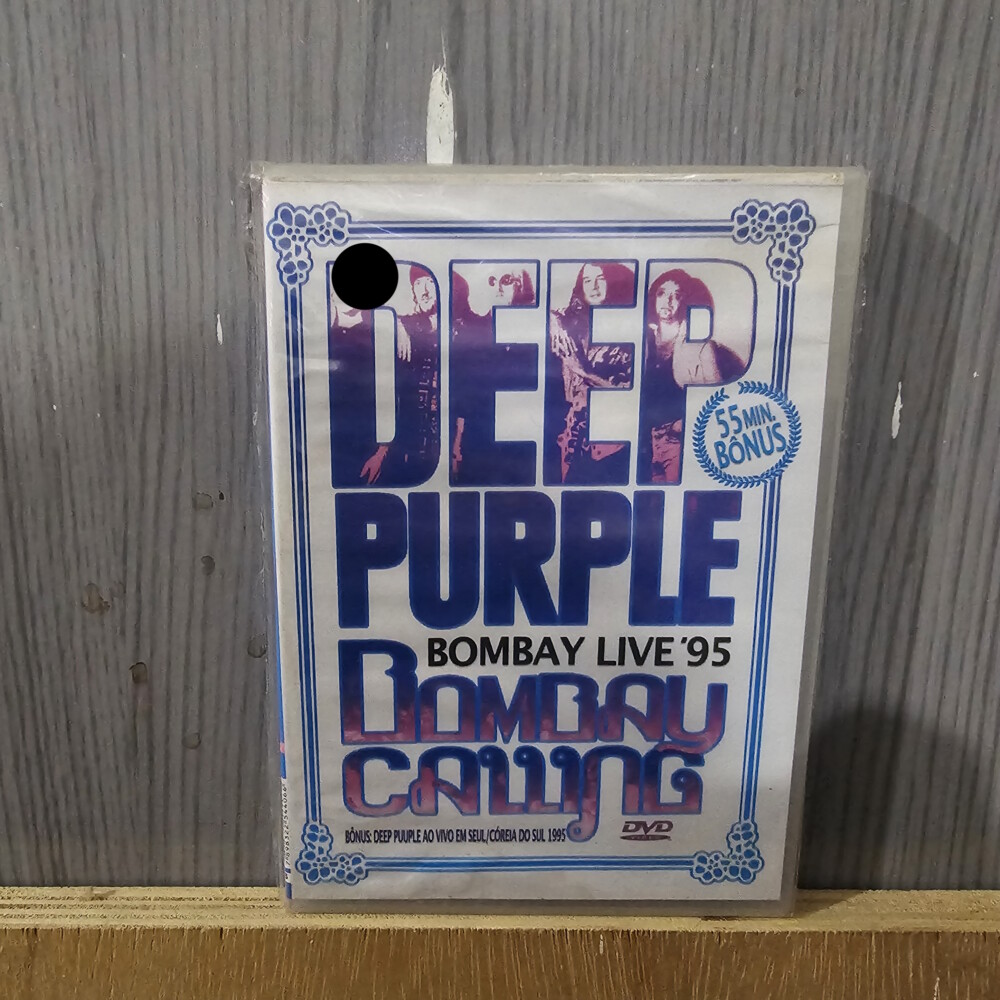 DEEP
55 MIN.
BÔNUS
PURPLE
BOMBAY LIVE '95
BOMBAY
CALLING
BÔNUS: DEEP PUUPLE AO VIVO EM SEUL/CÓREIA DO SUL 1995
DVD